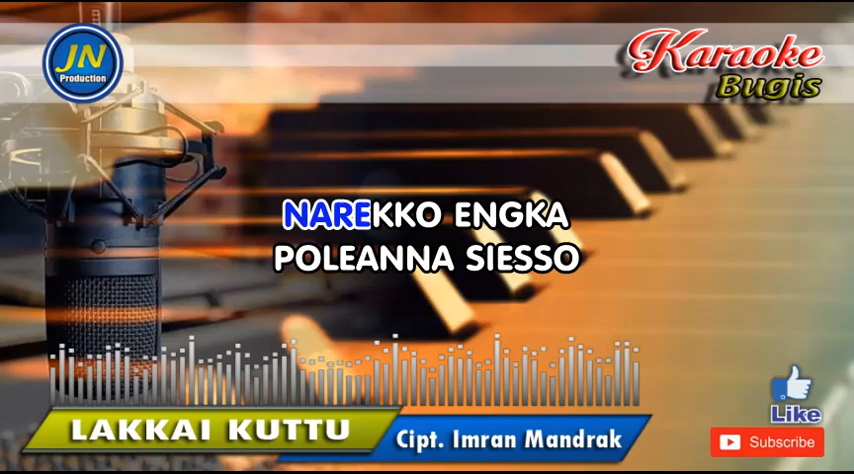 JN
Production
Karaoke
Bugis
NAREKKO ENGKA
POLEANNA SIESSO
LAKKAI KUTTU
Cipt. Imran Mandrak
Like
Subscribe